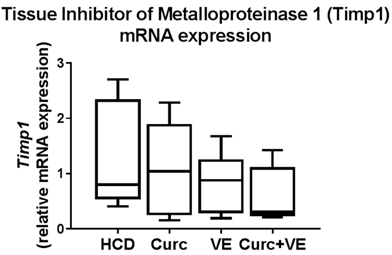 Tissue Inhibitor of Metalloproteinase 1 (Timp1)
mRNA expression
Timp1
(relative mRNA expression)
3
2
1
0
HCD Curc VE Curc+VE